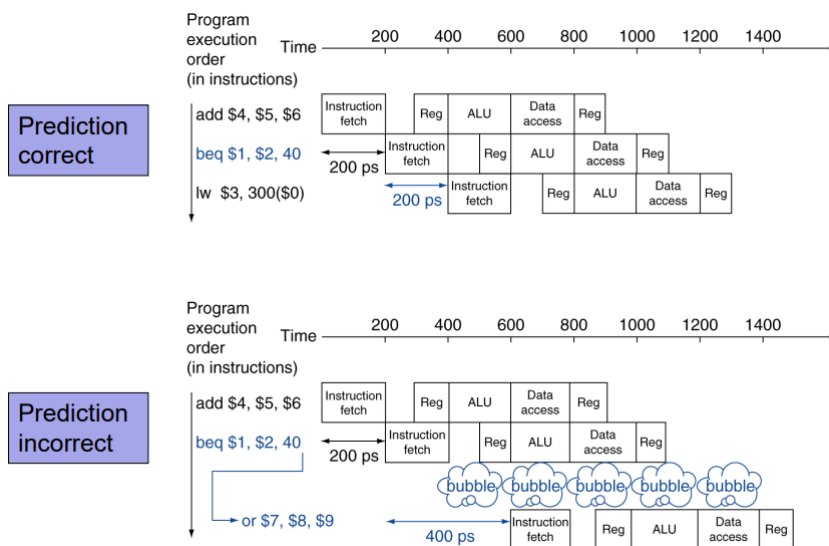 Program
execution
order
(in instructions)
Time
200 400 600 800 1000 1200 1400
Prediction
correct
add $4, $5, $6
Instruction
fetch
Reg
ALU
Data
access
Reg
beq $1, $2, 40
200 ps
Instruction
fetch
Reg
ALU
Data
access
Reg
lw $3, 300($0)
200 ps
Instruction
fetch
Reg
ALU
Data
access
Reg
Program
execution
order
(in instructions)
Time
200 400 600 800 1000 1200 1400
Prediction
incorrect
add $4, $5, $6
Instruction
fetch
Reg
ALU
Data
access
Reg
beq $1, $2, 40
200 ps
Instruction
fetch
Reg
ALU
Data
access
Reg
bubble bubble bubble bubble bubble
or $7, $8, $9
400 ps
Instruction
fetch
Reg
ALU
Data
access
Reg